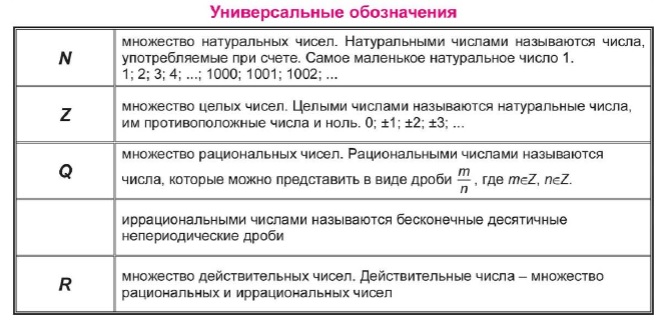 Универсальные обозначения
N
множество натуральных чисел. Натуральными числами называются числа,
употребляемые при счете. Самое маленькое натуральное число 1.
1; 2; 3; 4; ...; 1000; 1001; 1002; ...
Z
множество целых чисел. Целыми числами называются натуральные числа,
им противоположные числа и ноль. 0; ±1; ±2; ±3; ...
Q
множество рациональных чисел. Рациональными числами называются
числа, которые можно представить в виде дроби m/n, где m∈Z, n∈Z.
иррациональными числами называются бесконечные десятичные
непериодические дроби
R
множество действительных чисел. Действительные числа – множество
рациональных и иррациональных чисел